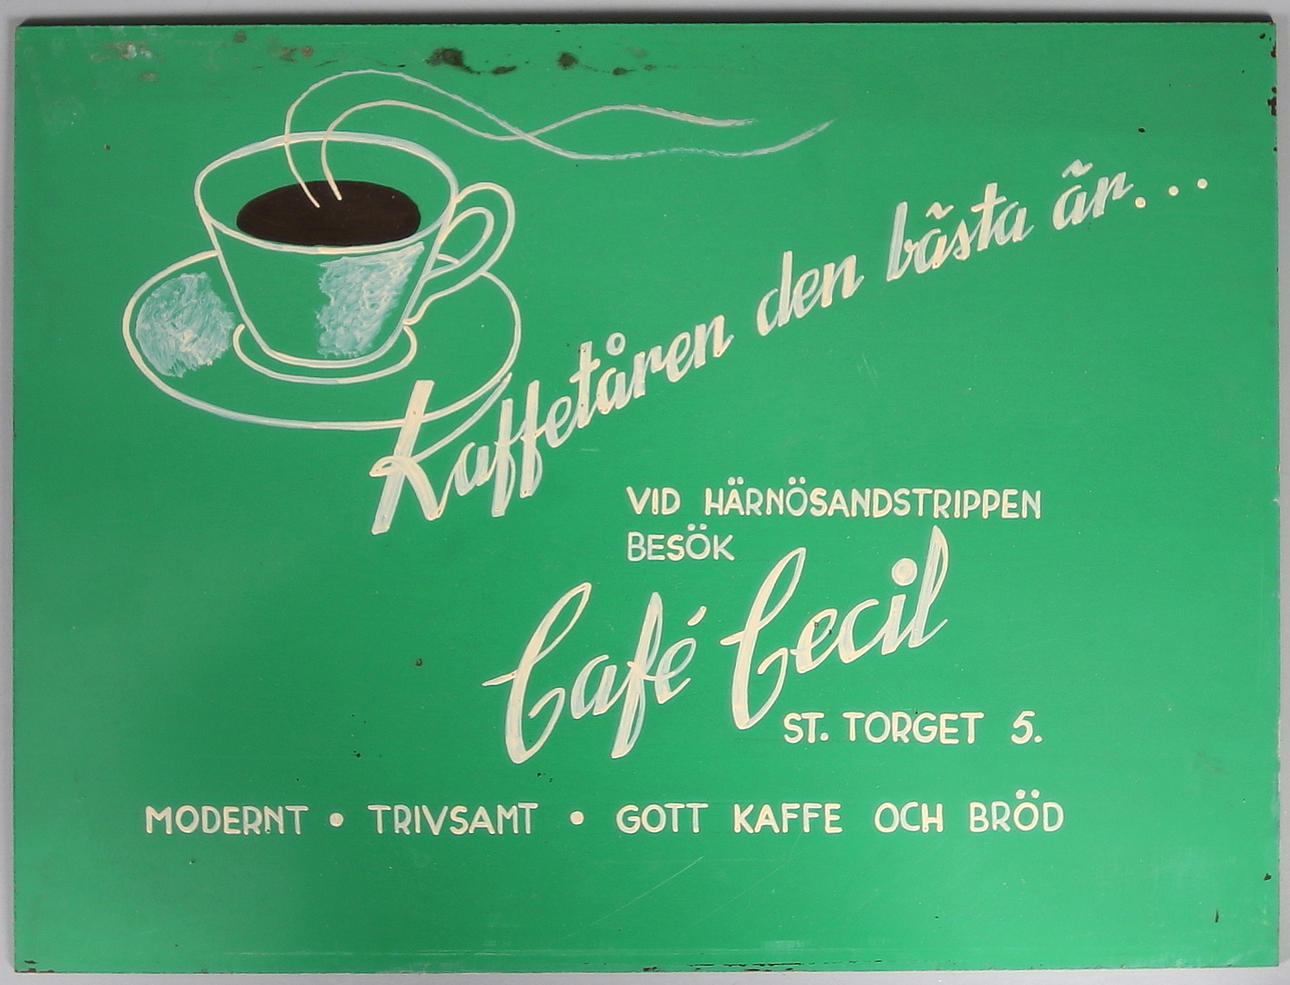 Kaffetåren den bästa är...
VID HÄRNÖSANDSTRIPPEN
BESÖK
Café Cecil
ST. TORGET 5.
MODERNT • TRIVSAMT • GOTT KAFFE OCH BRÖD